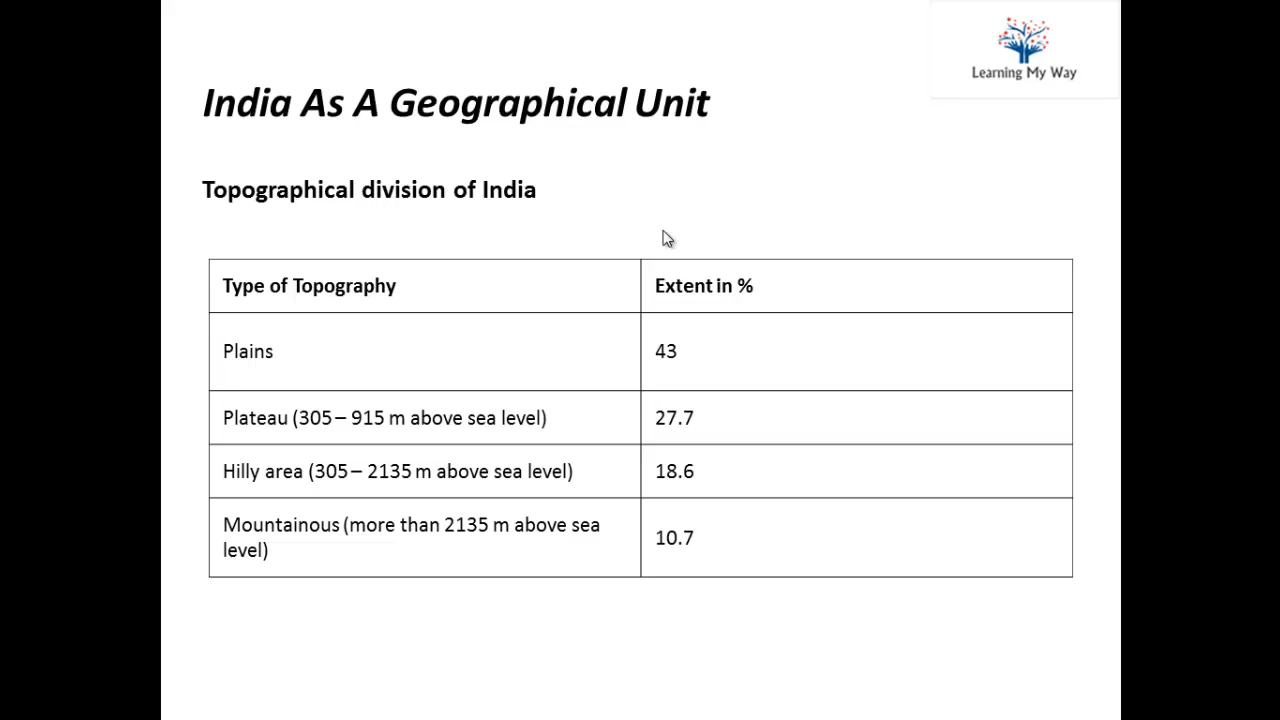 Learning My Way
India As A Geographical Unit
Topographical division of India
Type of Topography
Extent in %
Plains
43
Plateau (305 – 915 m above sea level)
27.7
Hilly area (305 – 2135 m above sea level)
18.6
Mountainous (more than 2135 m above sea
level)
10.7